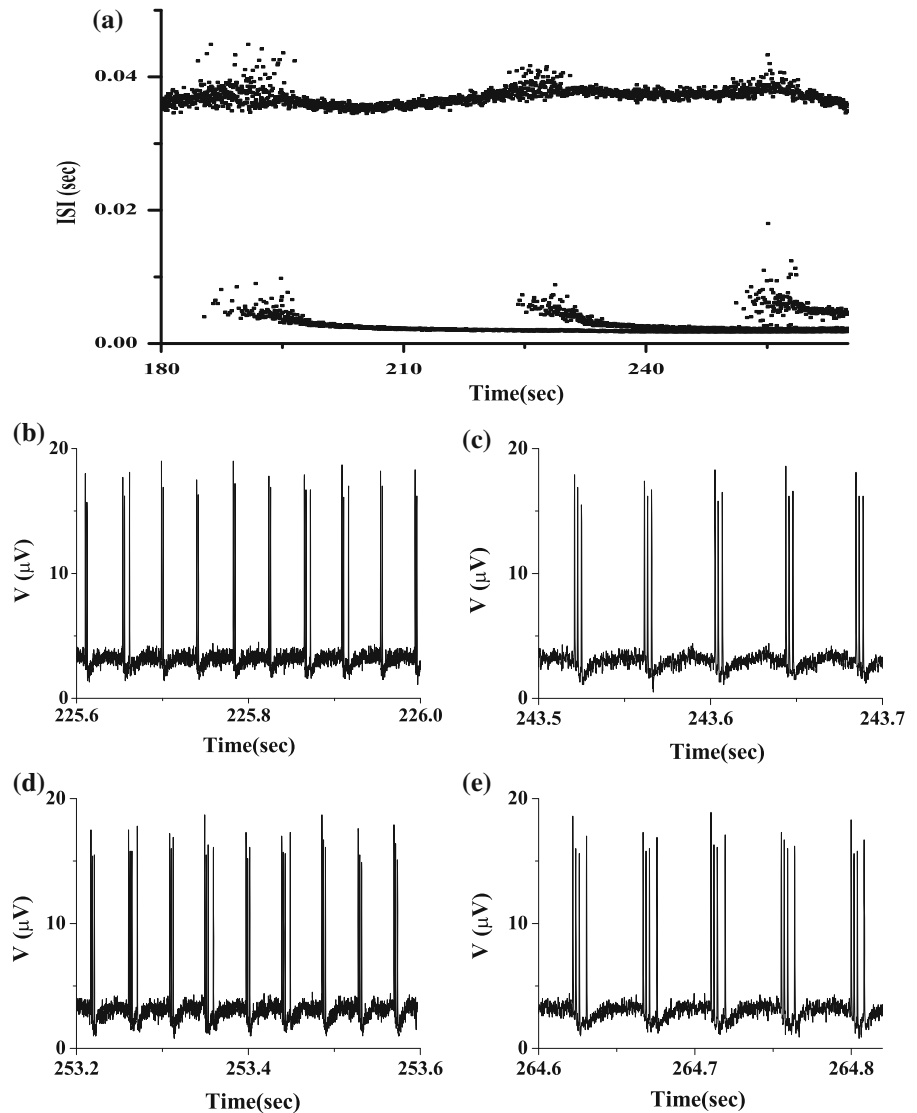 (a)
0.04
0.02
0.00
ISI (sec)
180
210
240
Time(sec)
(b)
20
10
0
V (μV)
225.6
225.8
226.0
Time(sec)
(c)
20
10
0
V (μV)
243.5
243.6
243.7
Time(sec)
(d)
20
10
0
V (μV)
253.2
253.4
253.6
Time(sec)
(e)
20
10
0
V (μV)
264.6
264.7
264.8
Time(sec)